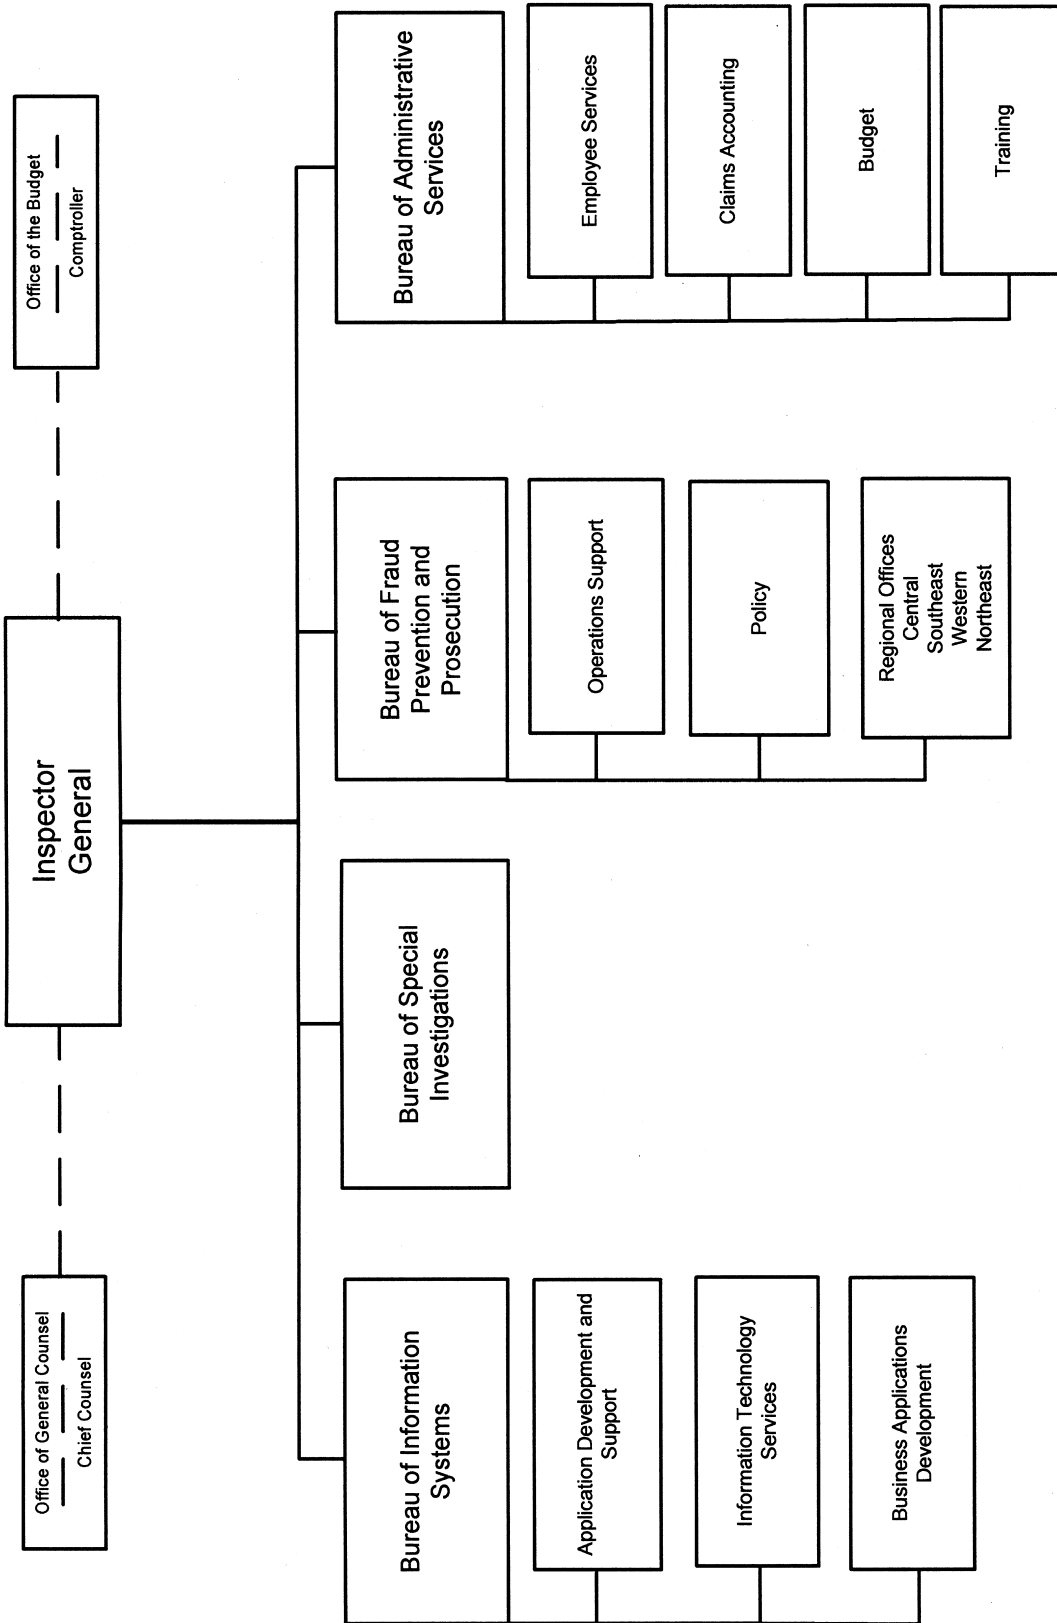 Office of General Counsel
Chief Counsel
Inspector
General
Office of the Budget
Comptroller
Bureau of Information
Systems
Application Development and
Support
Information Technology
Services
Business Applications
Development
Bureau of Special
Investigations
Bureau of Fraud
Prevention and
Prosecution
Operations Support
Policy
Regional Offices
Central
Southeast
Western
Northeast
Bureau of Administrative
Services
Employee Services
Claims Accounting
Budget
Training